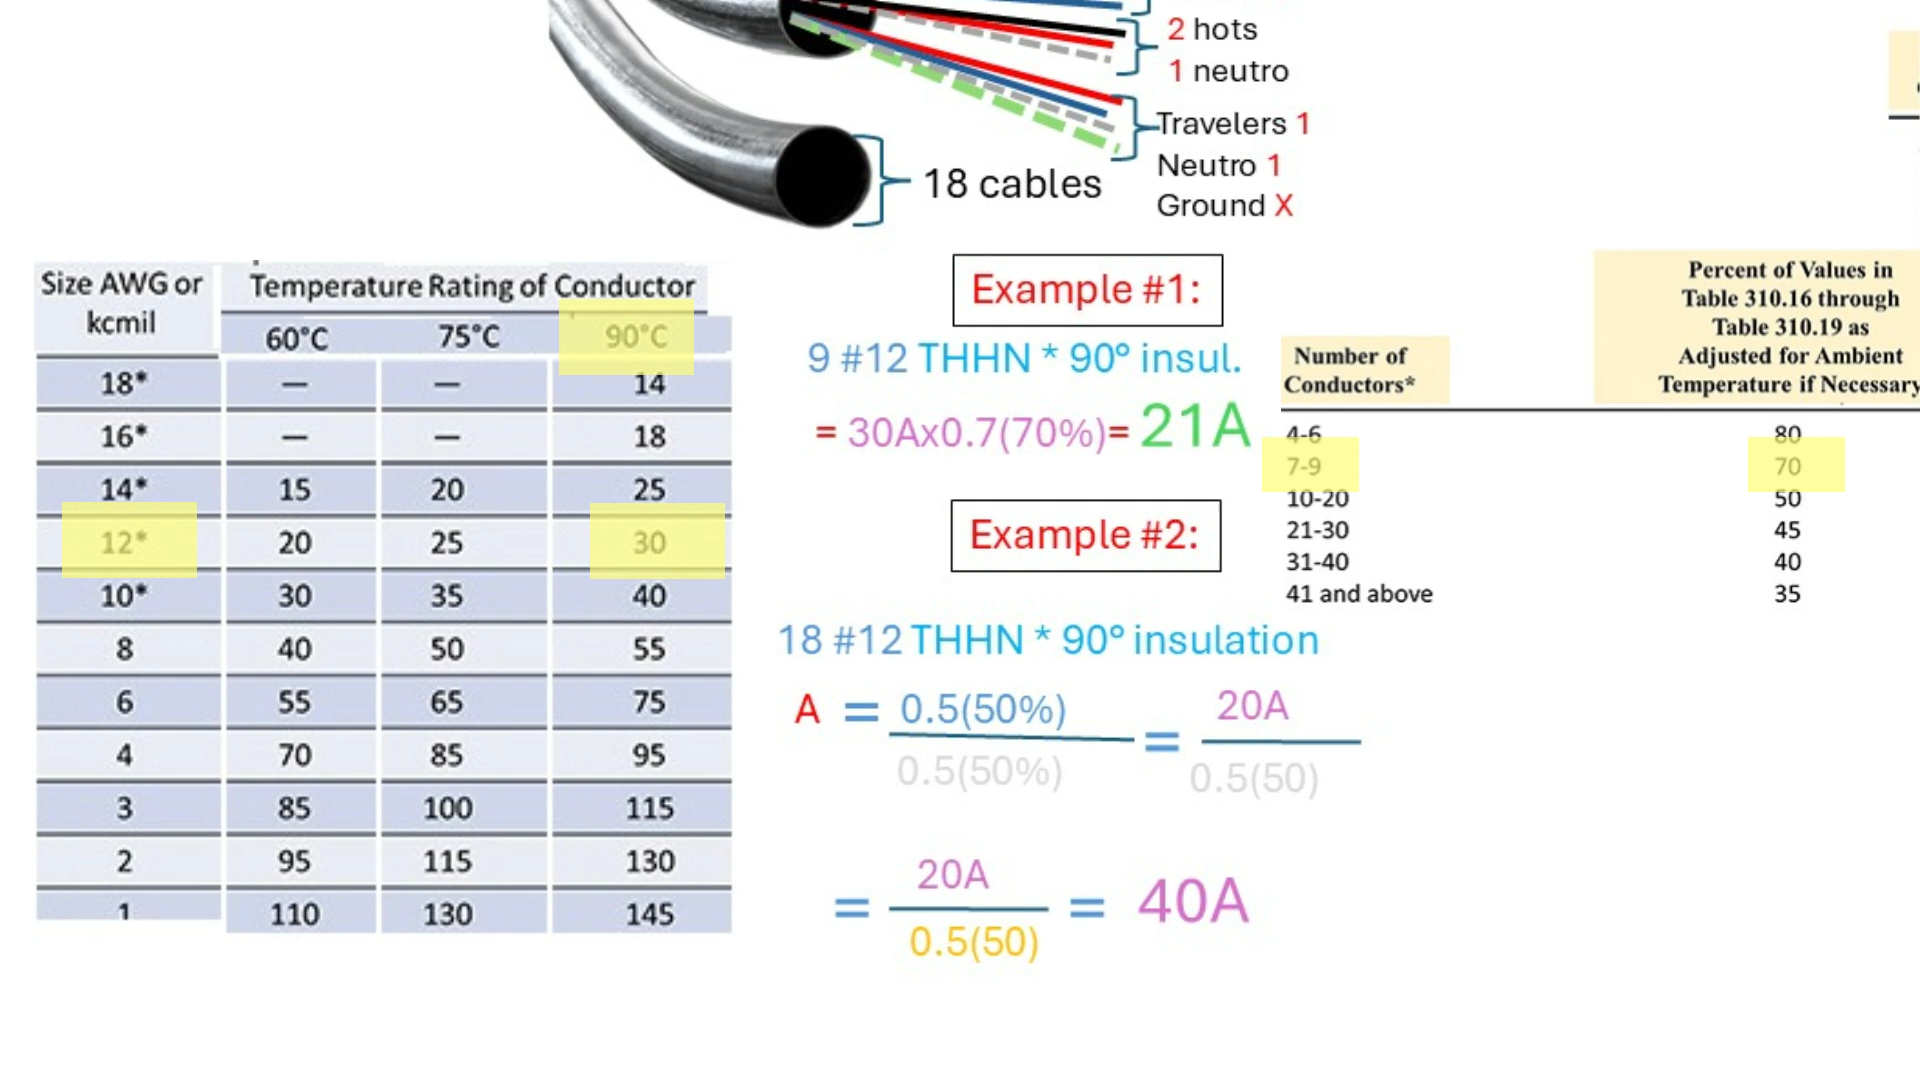 2 hots
1 neutro
Travelers 1
Neutro 1
Ground X
18 cables
Size AWG or kcmil
Temperature Rating of Conductor
60°C 75°C 90°C
18* — — 14
16* — — 18
14* 15 20 25
12* 20 25 30
10* 30 35 40
8 40 50 55
6 55 65 75
4 70 85 95
3 85 100 115
2 95 115 130
1 110 130 145
Example #1:
9 #12 THHN * 90° insul.
= 30Ax0.7(70%)= 21A
Example #2:
18 #12 THHN * 90° insulation
A = 0.5(50%)
0.5(50%)
= 20A
0.5(50)
= 20A
0.5(50)
= 40A
Number of
Conductors*
Percent of Values in
Table 310.16 through
Table 310.19 as
Adjusted for Ambient
Temperature if Necessary
4-6 80
7-9 70
10-20 50
21-30 45
31-40 40
41 and above 35